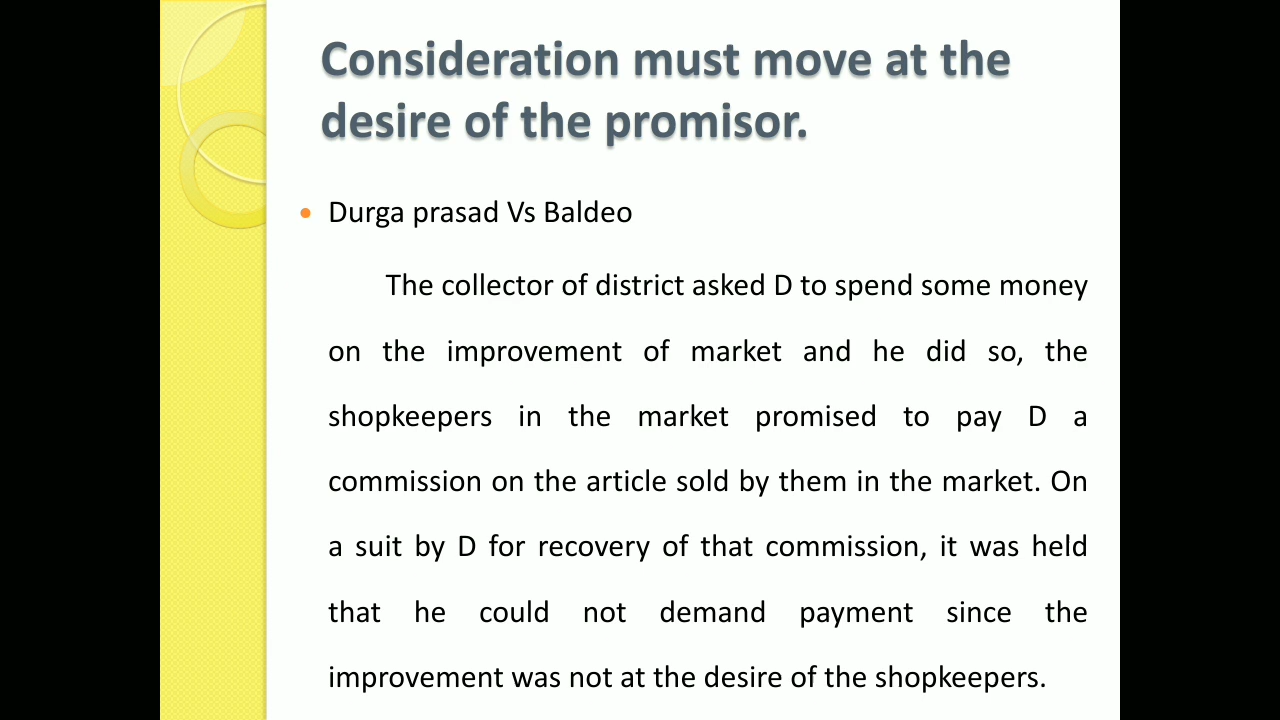 Consideration must move at the
desire of the promisor.
• Durga prasad Vs Baldeo
The collector of district asked D to spend some money
on the improvement of market and he did so, the
shopkeepers in the market promised to pay D a
commission on the article sold by them in the market. On
a suit by D for recovery of that commission, it was held
that he could not demand payment since the
improvement was not at the desire of the shopkeepers.